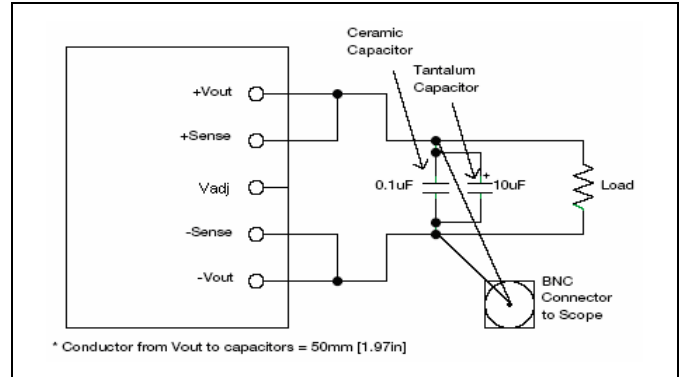 Ceramic
Capacitor
Tantalum
Capacitor
+Vout
+Sense
Vadj
-Sense
-Vout
0.1uF
+
10uF
Load
BNC
Connector
to Scope
* Conductor from Vout to capacitors = 50mm [1.97in]